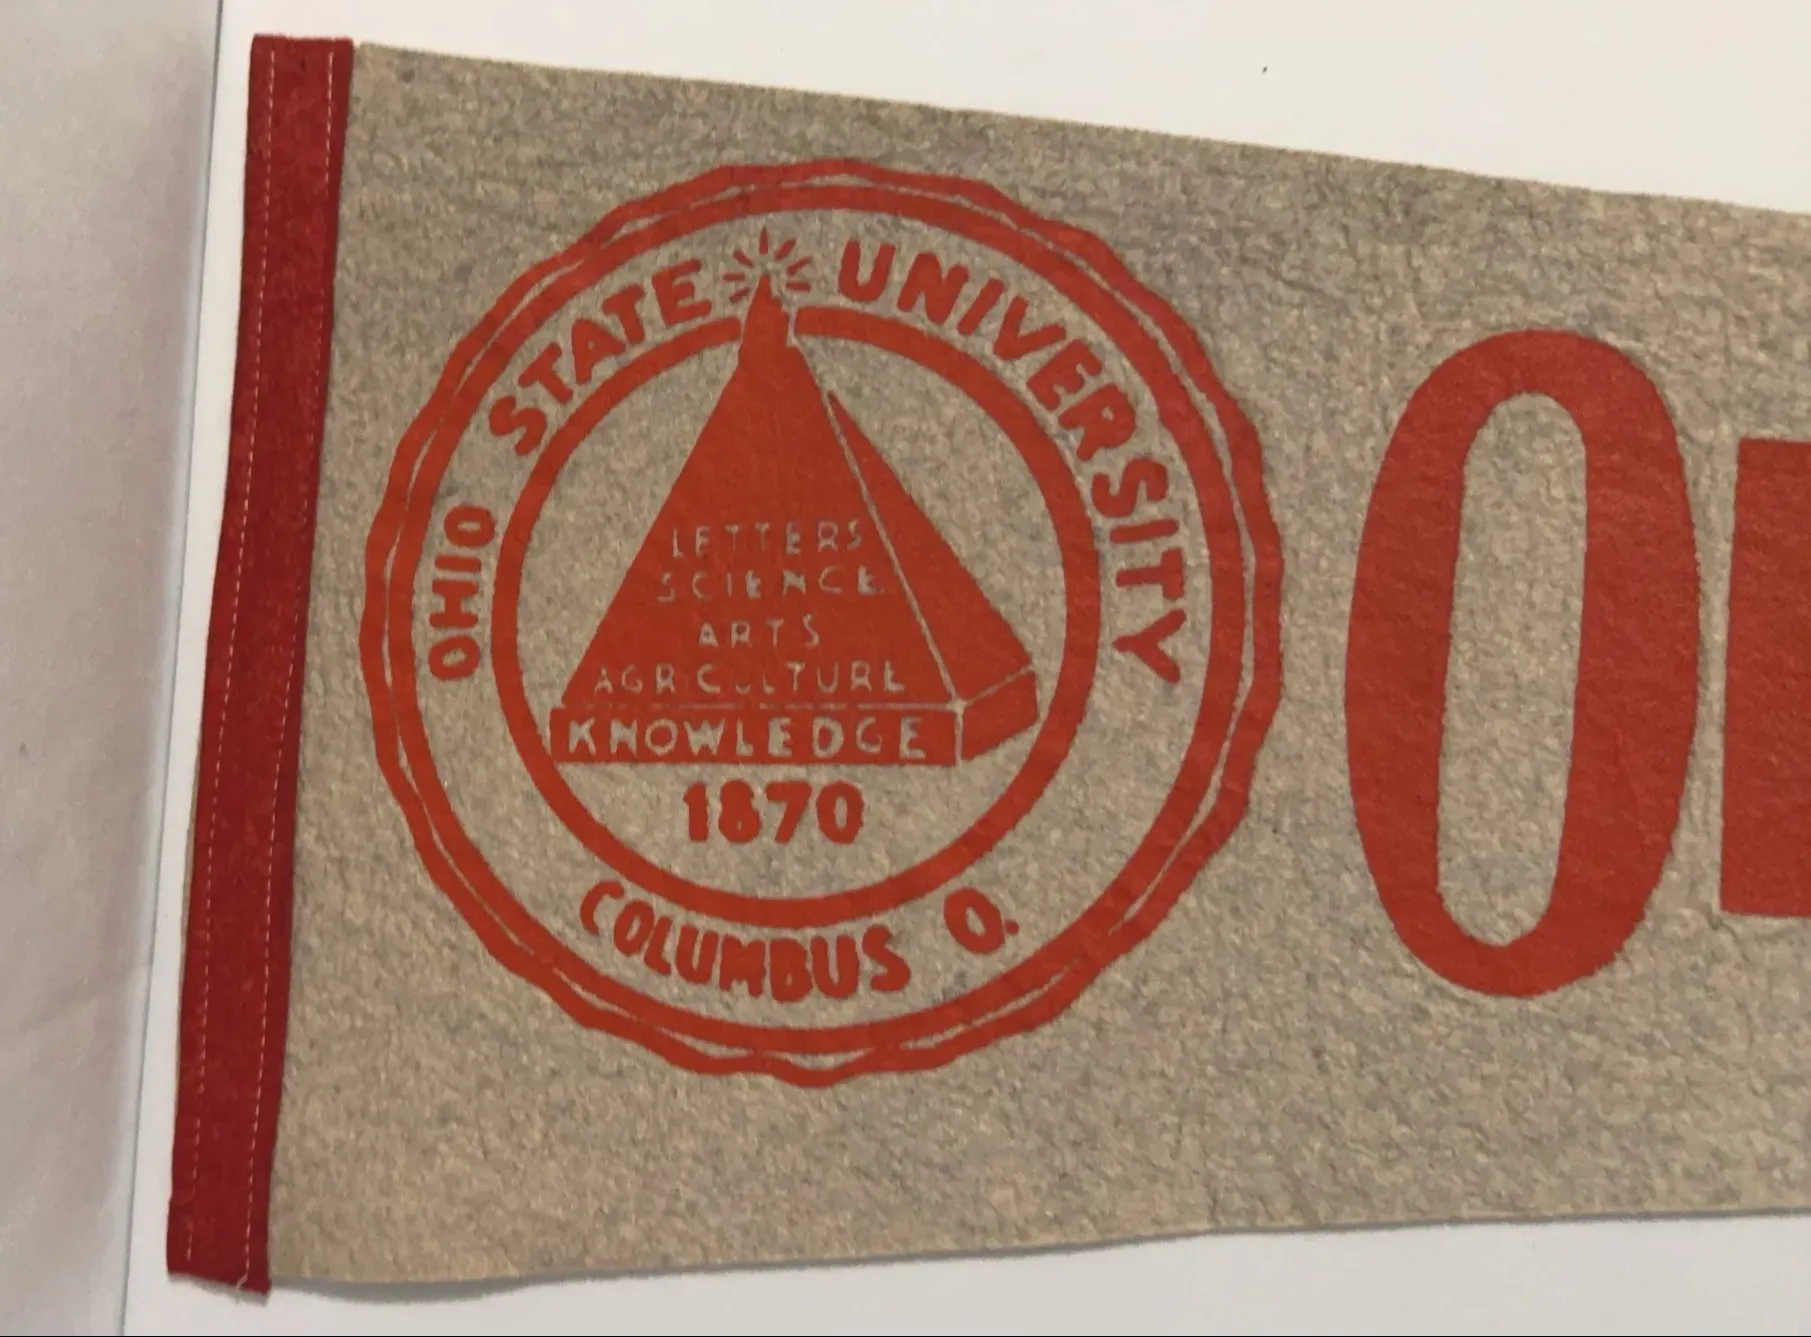 OHIO STATE UNIVERSITY
LETTERS
SCIENCE
ARTS
AGRICULTURE
KNOWLEDGE
1870
COLUMBUS O.
O